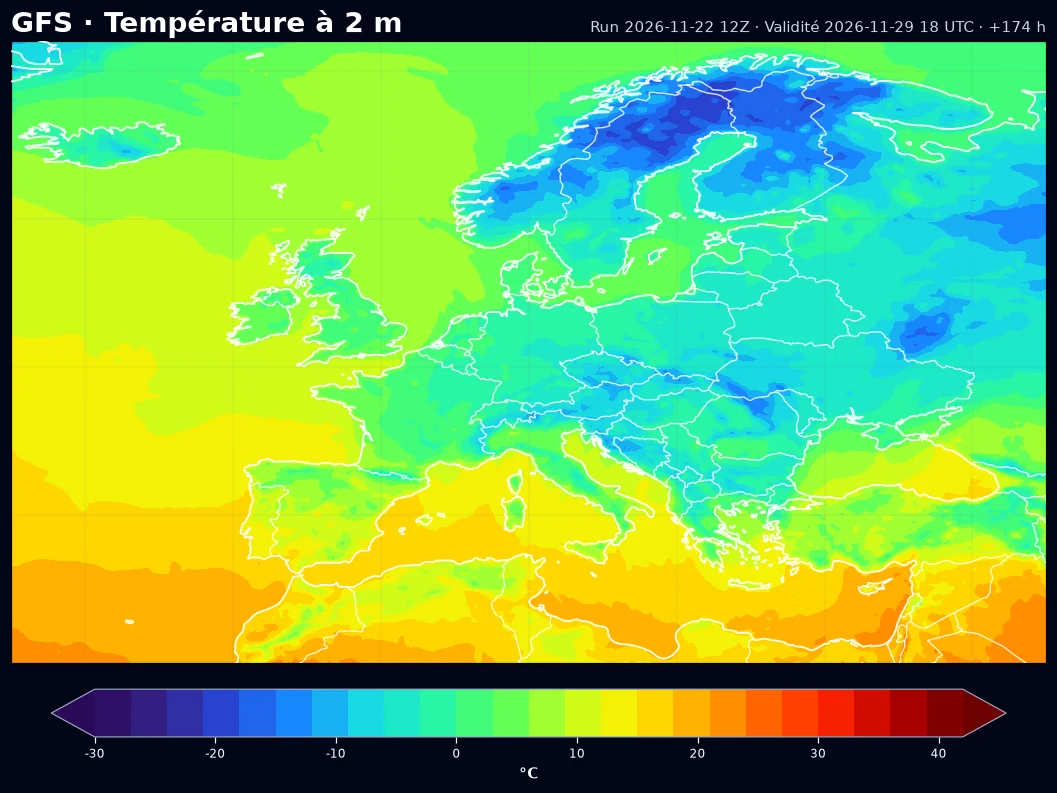 GFS · Température à 2 m
Run 2026-11-22 12Z · Validité 2026-11-29 18 UTC · +174 h
-30 -20 -10 0 10 20 30 40
°C